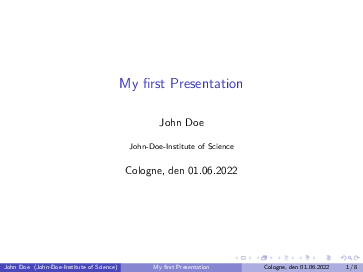 My first Presentation
John Doe
John-Doe-Institute of Science
Cologne, den 01.06.2022
John Doe (John-Doe-Institute of Science) My first Presentation Cologne, den 01.06.2022 1 / 8